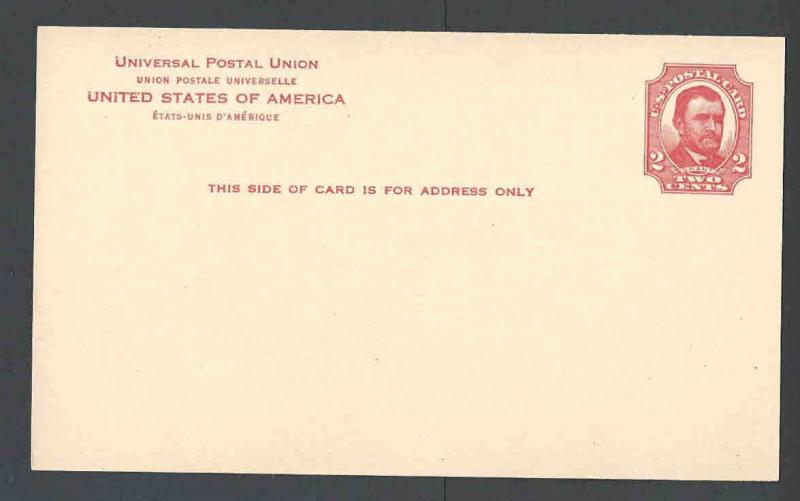 UNIVERSAL POSTAL UNION
UNION POSTALE UNIVERSELLE
UNITED STATES OF AMERICA
ÉTATS-UNIS D'AMÉRIQUE
U.S. POSTAL CARD
2 2
GRANT
TWO
CENTS
THIS SIDE OF CARD IS FOR ADDRESS ONLY